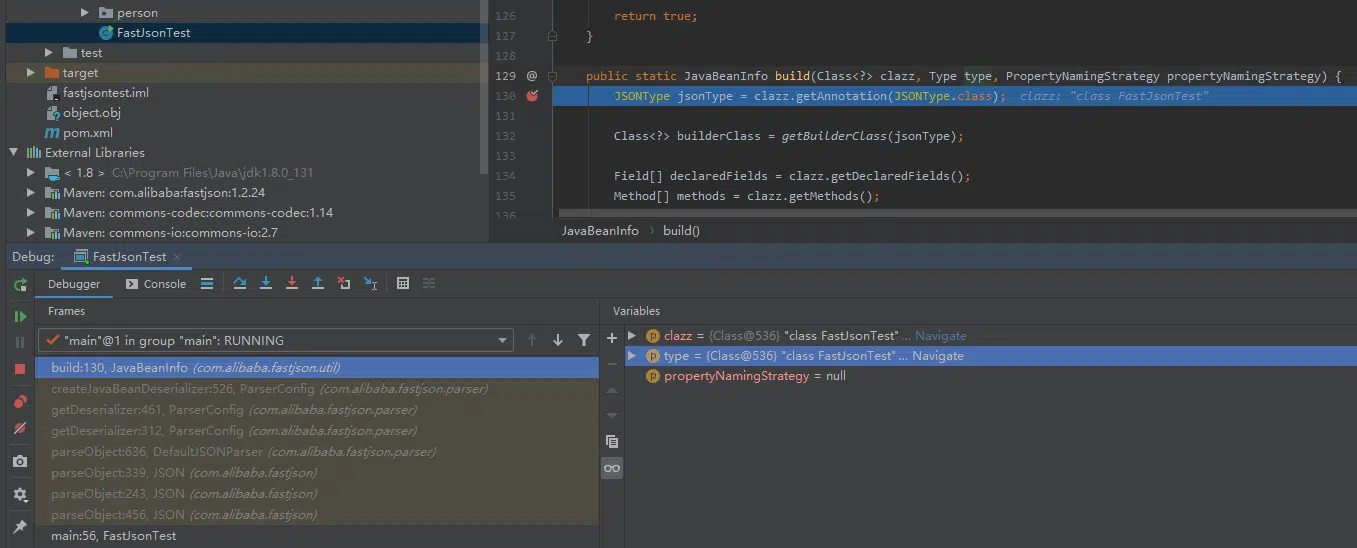 person
FastJsonTest
test
target
fastjsontest.iml
object.obj
pom.xml
External Libraries
< 1.8 > C:\Program Files\Java\jdk1.8.0_131
Maven: com.alibaba:fastjson:1.2.24
Maven: commons-codec:commons-codec:1.14
Maven: commons-io:commons-io:2.7
126 return true;
127 }
128
129 @ public static JavaBeanInfo build(Class<?> clazz, Type type, PropertyNamingStrategy propertyNamingStrategy) {
130 JSONType jsonType = clazz.getAnnotation(JSONType.class); clazz: "class FastJsonTest"
131
132 Class<?> builderClass = getBuilderClass(jsonType);
133
134 Field[] declaredFields = clazz.getDeclaredFields();
135 Method[] methods = clazz.getMethods();
136
JavaBeanInfo › build()
Debug: FastJsonTest ×
Debugger Console
Frames
"main"@1 in group "main": RUNNING
build:130, JavaBeanInfo (com.alibaba.fastjson.util)
createJavaBeanDeserializer:526, ParserConfig (com.alibaba.fastjson.parser)
getDeserializer:461, ParserConfig (com.alibaba.fastjson.parser)
getDeserializer:312, ParserConfig (com.alibaba.fastjson.parser)
parseObject:636, DefaultJSONParser (com.alibaba.fastjson.parser)
parseObject:339, JSON (com.alibaba.fastjson)
parseObject:243, JSON (com.alibaba.fastjson)
parseObject:456, JSON (com.alibaba.fastjson)
main:56, FastJsonTest
Variables
clazz = {Class@536} "class FastJsonTest"... Navigate
type = {Class@536} "class FastJsonTest"... Navigate
propertyNamingStrategy = null